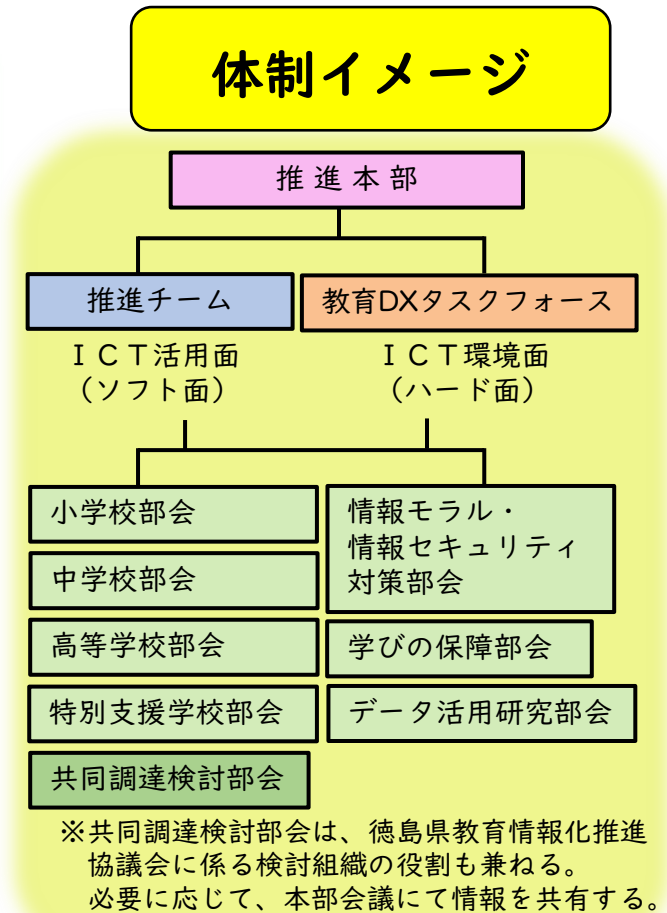 体制イメージ
推進本部
推進チーム
教育DXタスクフォース
ＩＣＴ活用面
（ソフト面）
ＩＣＴ環境面
（ハード面）
小学校部会
中学校部会
高等学校部会
特別支援学校部会
共同調達検討部会
情報モラル・
情報セキュリティ
対策部会
学びの保障部会
データ活用研究部会
※共同調達検討部会は、徳島県教育情報化推進
協議会に係る検討組織の役割も兼ねる。
必要に応じて、本部会議にて情報を共有する。